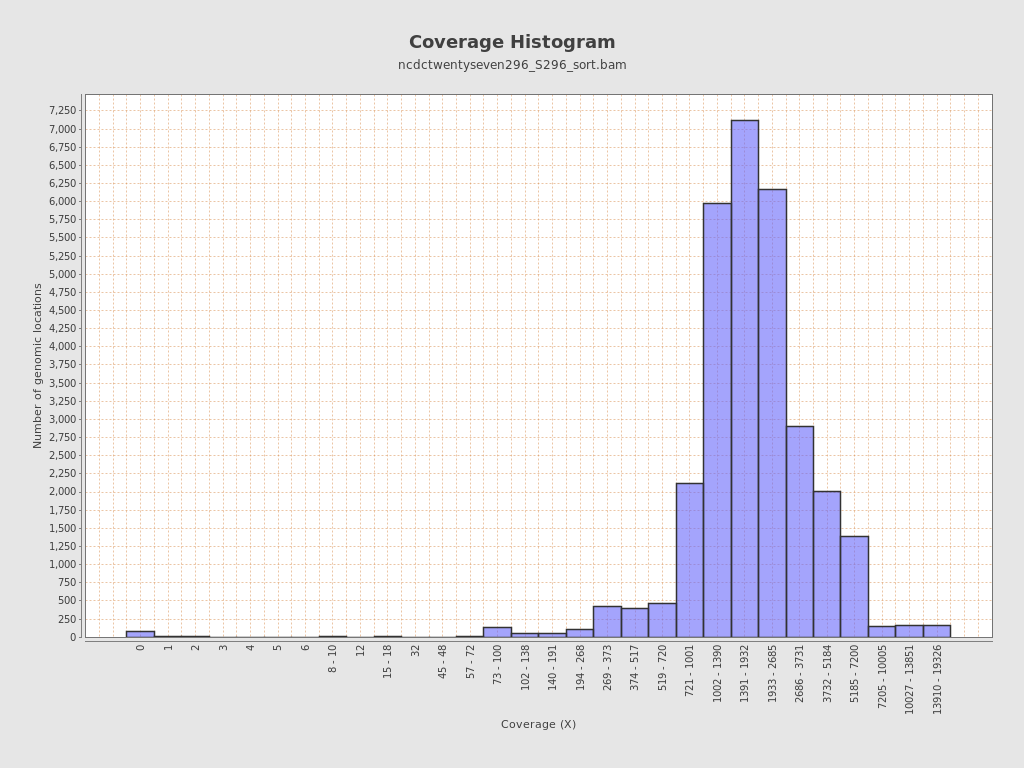 Coverage Histogram
ncdctwentyseven296_S296_sort.bam
Number of genomic locations
7,250
7,000
6,750
6,500
6,250
6,000
5,750
5,500
5,250
5,000
4,750
4,500
4,250
4,000
3,750
3,500
3,250
3,000
2,750
2,500
2,250
2,000
1,750
1,500
1,250
1,000
750
500
250
0
0
1
2
3
4
5
6
8 - 10
12
15 - 18
32
45 - 48
57 - 72
73 - 100
102 - 138
140 - 191
194 - 268
269 - 373
374 - 517
519 - 720
721 - 1001
1002 - 1390
1391 - 1932
1933 - 2685
2686 - 3731
3732 - 5184
5185 - 7200
7205 - 10005
10027 - 13851
13910 - 19326
Coverage (X)